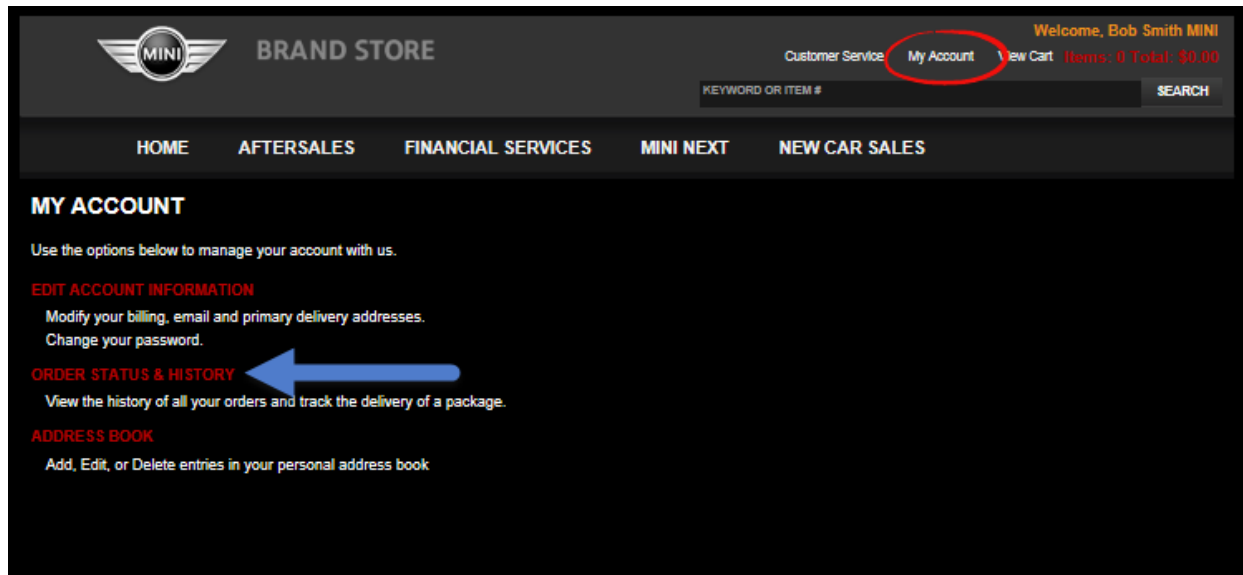 Welcome, Bob Smith MINI
MINI BRAND STORE
Customer Service My Account View Cart Items: 0 Total: $0.00
KEYWORD OR ITEM # SEARCH
HOME AFTERSALES FINANCIAL SERVICES MINI NEXT NEW CAR SALES
MY ACCOUNT
Use the options below to manage your account with us.
EDIT ACCOUNT INFORMATION
Modify your billing, email and primary delivery addresses.
Change your password.
ORDER STATUS & HISTORY
View the history of all your orders and track the delivery of a package.
ADDRESS BOOK
Add, Edit, or Delete entries in your personal address book